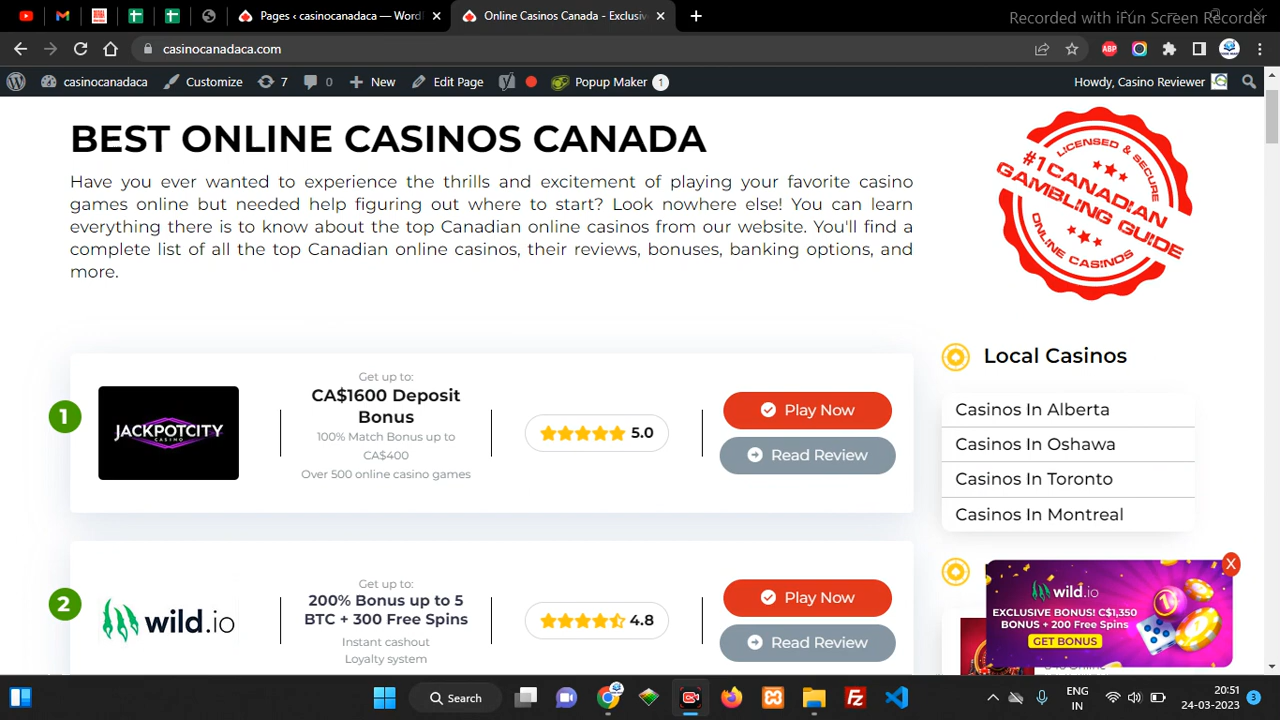 Pages ‹ casinocanadaca — Word
Online Casinos Canada - Exclusiv
Recorded with iFun Screen Recorder
casinocanadaca.com
ABP
casinocanadaca
Customize
7
0
New
Edit Page
Popup Maker 1
Howdy, Casino Reviewer
BEST ONLINE CASINOS CANADA
Have you ever wanted to experience the thrills and excitement of playing your favorite casino
games online but needed help figuring out where to start? Look nowhere else! You can learn
everything there is to know about the top Canadian online casinos from our website. You'll find a
complete list of all the top Canadian online casinos, their reviews, bonuses, banking options, and
more.
LICENSED & SECURE
#1 CANADIAN
GAMBLING GUIDE
ONLINE CASINOS
1
JACKPOTCITY
CASINO
Get up to:
CA$1600 Deposit
Bonus
100% Match Bonus up to
CA$400
Over 500 online casino games
5.0
Play Now
Read Review
2
wild.io
Get up to:
200% Bonus up to 5
BTC + 300 Free Spins
Instant cashout
Loyalty system
4.8
Play Now
Read Review
Local Casinos
Casinos In Alberta
Casinos In Oshawa
Casinos In Toronto
Casinos In Montreal
X
wild.io
EXCLUSIVE BONUS! C$1,350
BONUS + 200 Free Spins
GET BONUS
Search
ENG
IN
20:51
24-03-2023
3